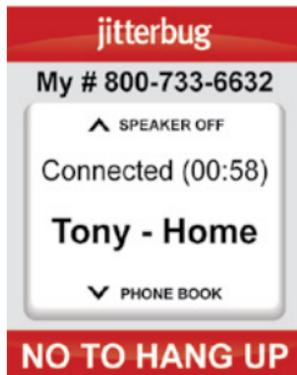 jitterbug
My # 800-733-6632
SPEAKER OFF
Connected (00:58)
Tony - Home
PHONE BOOK
NO TO HANG UP